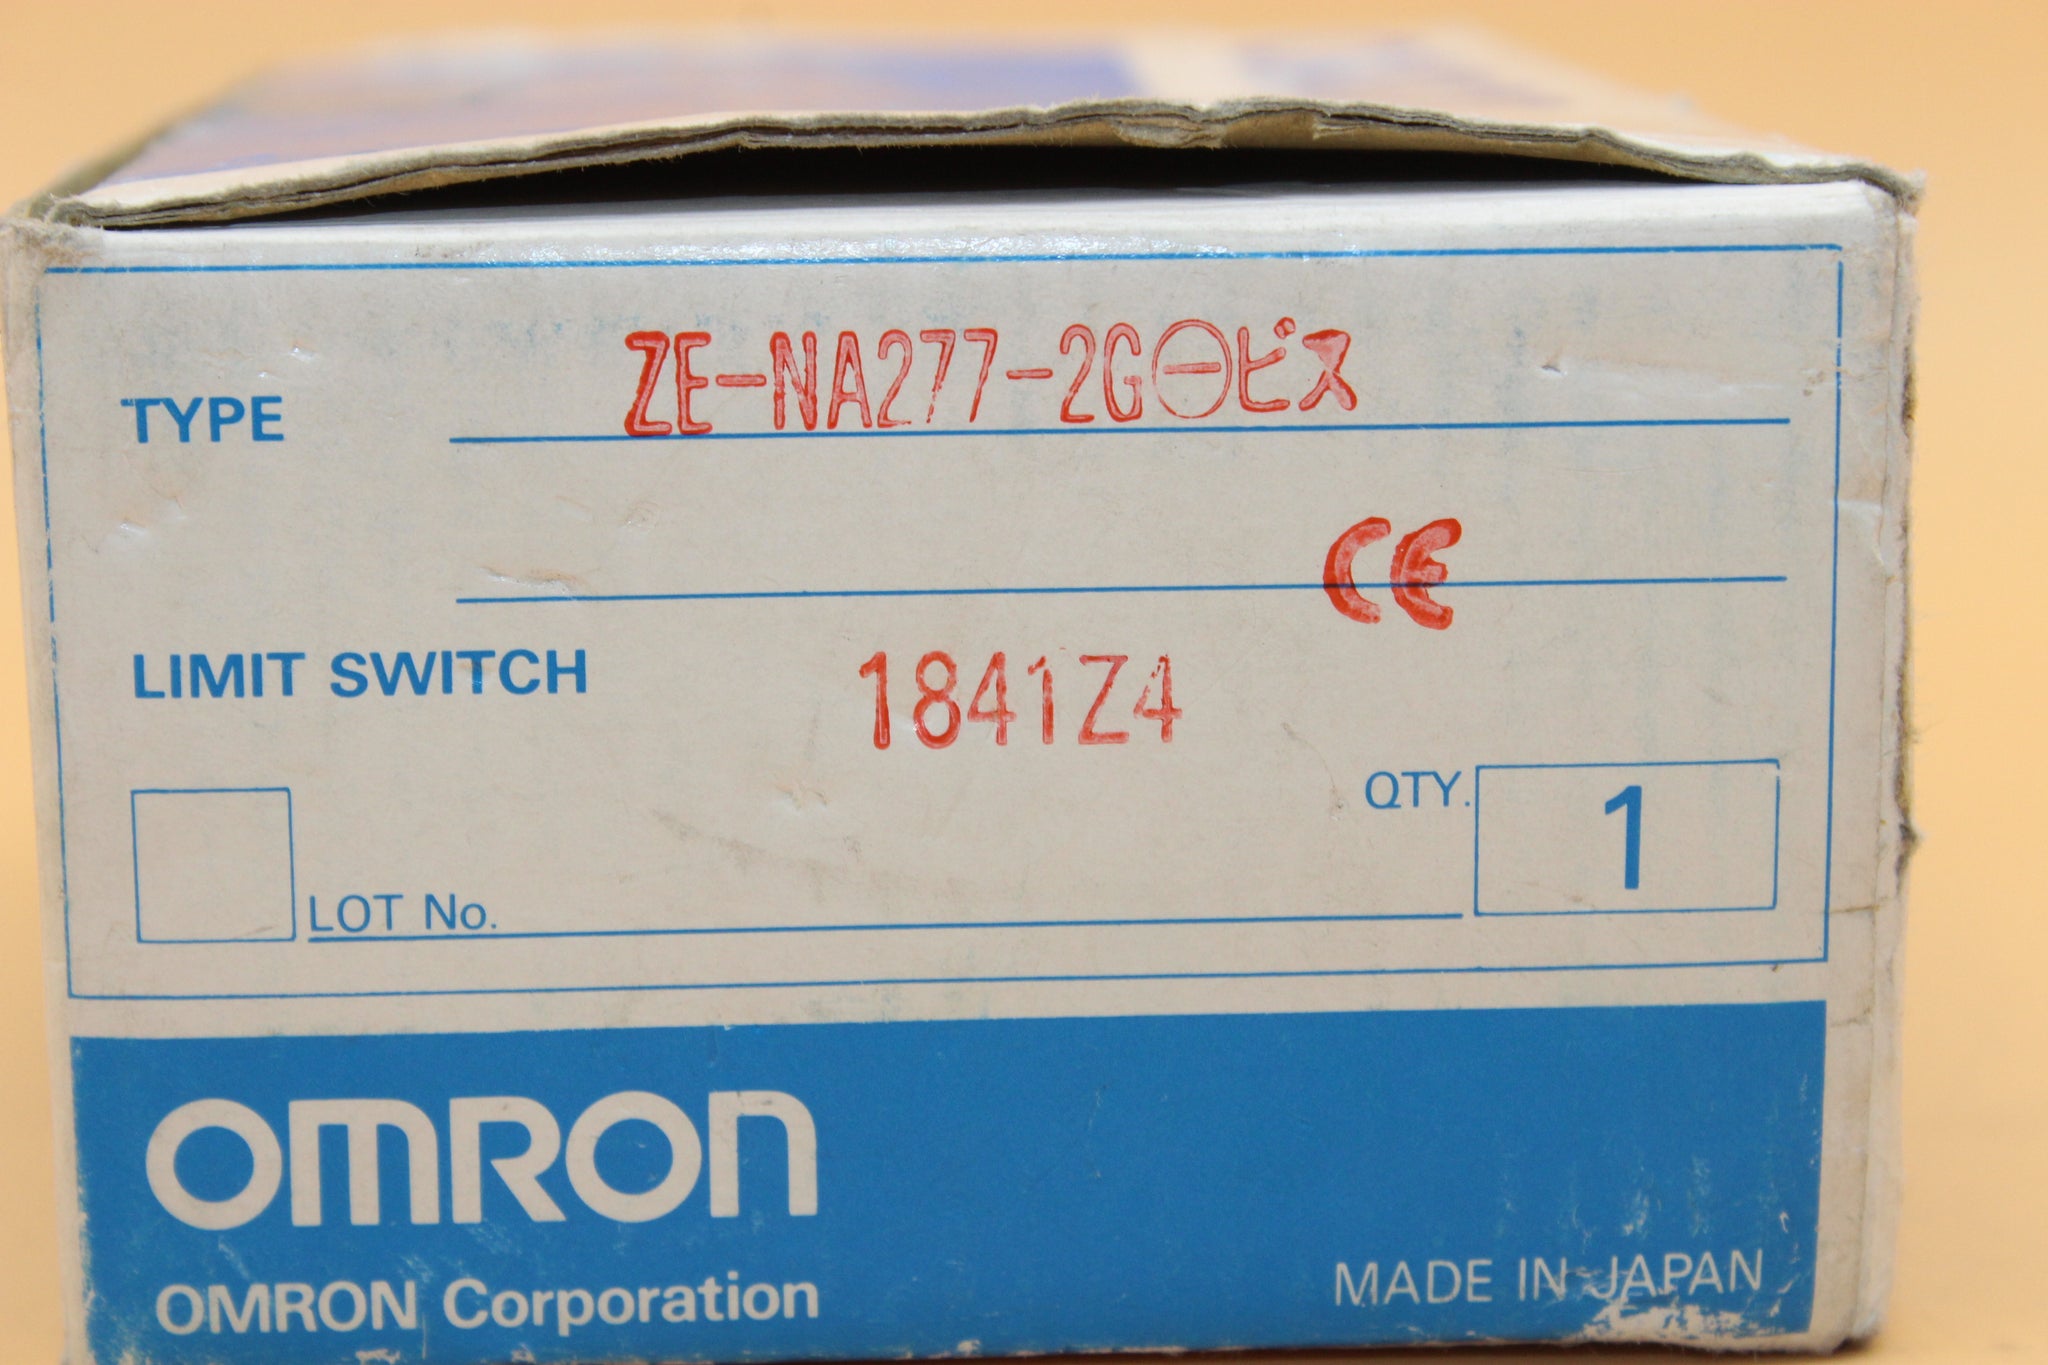 TYPE ZE-NA277-2G⊖ビス
CE
LIMIT SWITCH 1841Z4
QTY. 1
LOT No.
OMRON
OMRON Corporation
MADE IN JAPAN